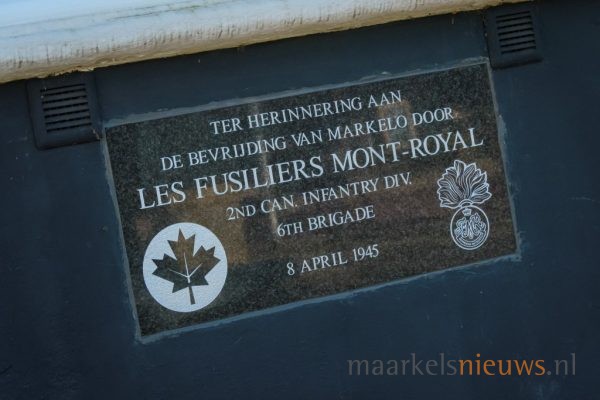 TER HERINNERING AAN
DE BEVRIJDING VAN MARKELO DOOR
LES FUSILIERS MONT-ROYAL
2ND CAN. INFANTRY DIV.
6TH BRIGADE
8 APRIL 1945
maarkelsnieuws.nl